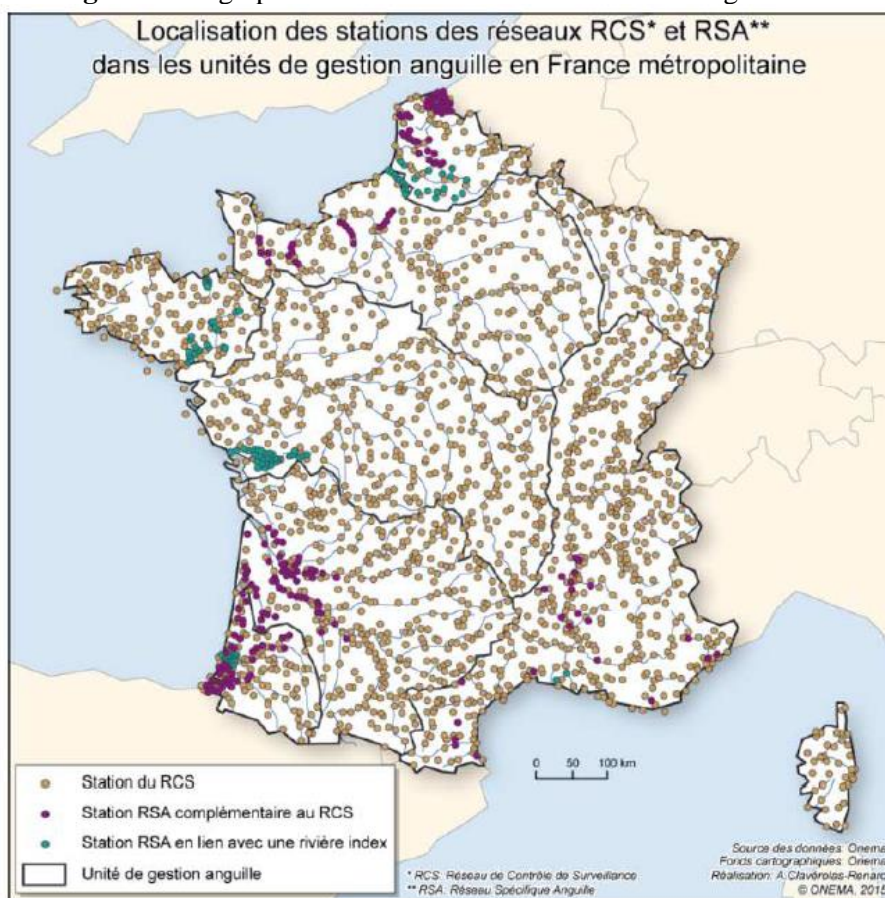 Localisation des stations des réseaux RCS* et RSA**
dans les unités de gestion anguille en France métropolitaine
0 50 100 km
Station du RCS
Station RSA complémentaire au RCS
Station RSA en lien avec une rivière index
Unité de gestion anguille
* RCS: Réseau de Contrôle de Surveillance
** RSA: Réseau Spécifique Anguille
Source des données: Onema
Fonds cartographiques: Onema
Réalisation: A.Clavérolas-Renard
© ONEMA, 2015